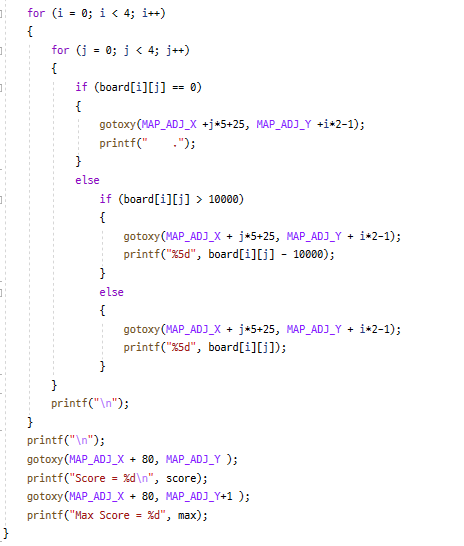 for (i = 0; i < 4; i++)
{
for (j = 0; j < 4; j++)
{
if (board[i][j] == 0)
{
gotoxy(MAP_ADJ_X +j*5+25, MAP_ADJ_Y +i*2-1);
printf("    .");
}
else
if (board[i][j] > 10000)
{
gotoxy(MAP_ADJ_X + j*5+25, MAP_ADJ_Y + i*2-1);
printf("%5d", board[i][j] - 10000);
}
else
{
gotoxy(MAP_ADJ_X + j*5+25, MAP_ADJ_Y + i*2-1);
printf("%5d", board[i][j]);
}
}
printf("\n");
}
printf("\n");
gotoxy(MAP_ADJ_X + 80, MAP_ADJ_Y );
printf("Score = %d\n", score);
gotoxy(MAP_ADJ_X + 80, MAP_ADJ_Y+1 );
printf("Max Score = %d", max);
}